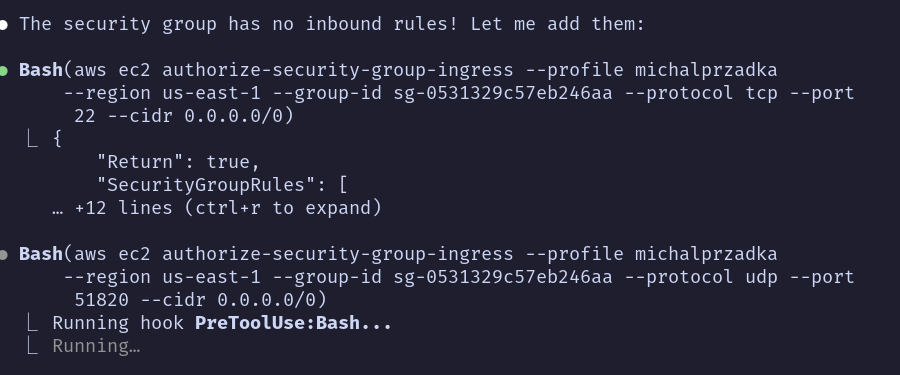 ● The security group has no inbound rules! Let me add them:
● Bash(aws ec2 authorize-security-group-ingress --profile michalprzadka
--region us-east-1 --group-id sg-0531329c57eb246aa --protocol tcp --port
22 --cidr 0.0.0.0/0)
⎿ {
"Return": true,
"SecurityGroupRules": [
… +12 lines (ctrl+r to expand)
● Bash(aws ec2 authorize-security-group-ingress --profile michalprzadka
--region us-east-1 --group-id sg-0531329c57eb246aa --protocol udp --port
51820 --cidr 0.0.0.0/0)
⎿ Running hook PreToolUse:Bash...
⎿ Running…